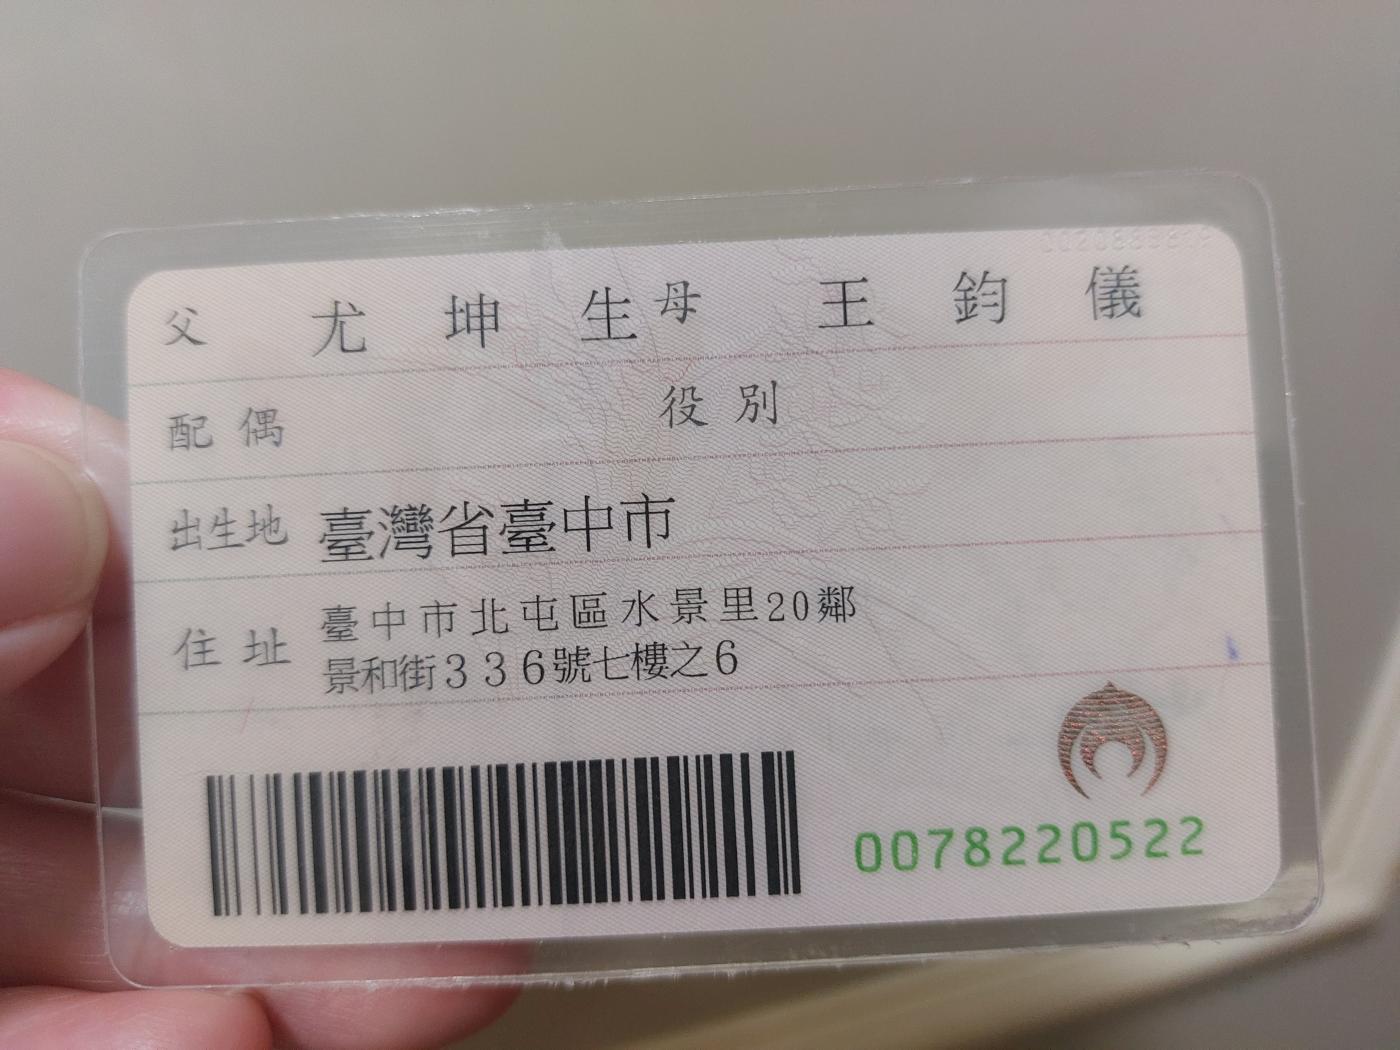 父 尤坤生 母 王鈞儀
配偶 役別
出生地 臺灣省臺中市
住址 臺中市北屯區水景里20鄰
景和街336號七樓之6
0078220522